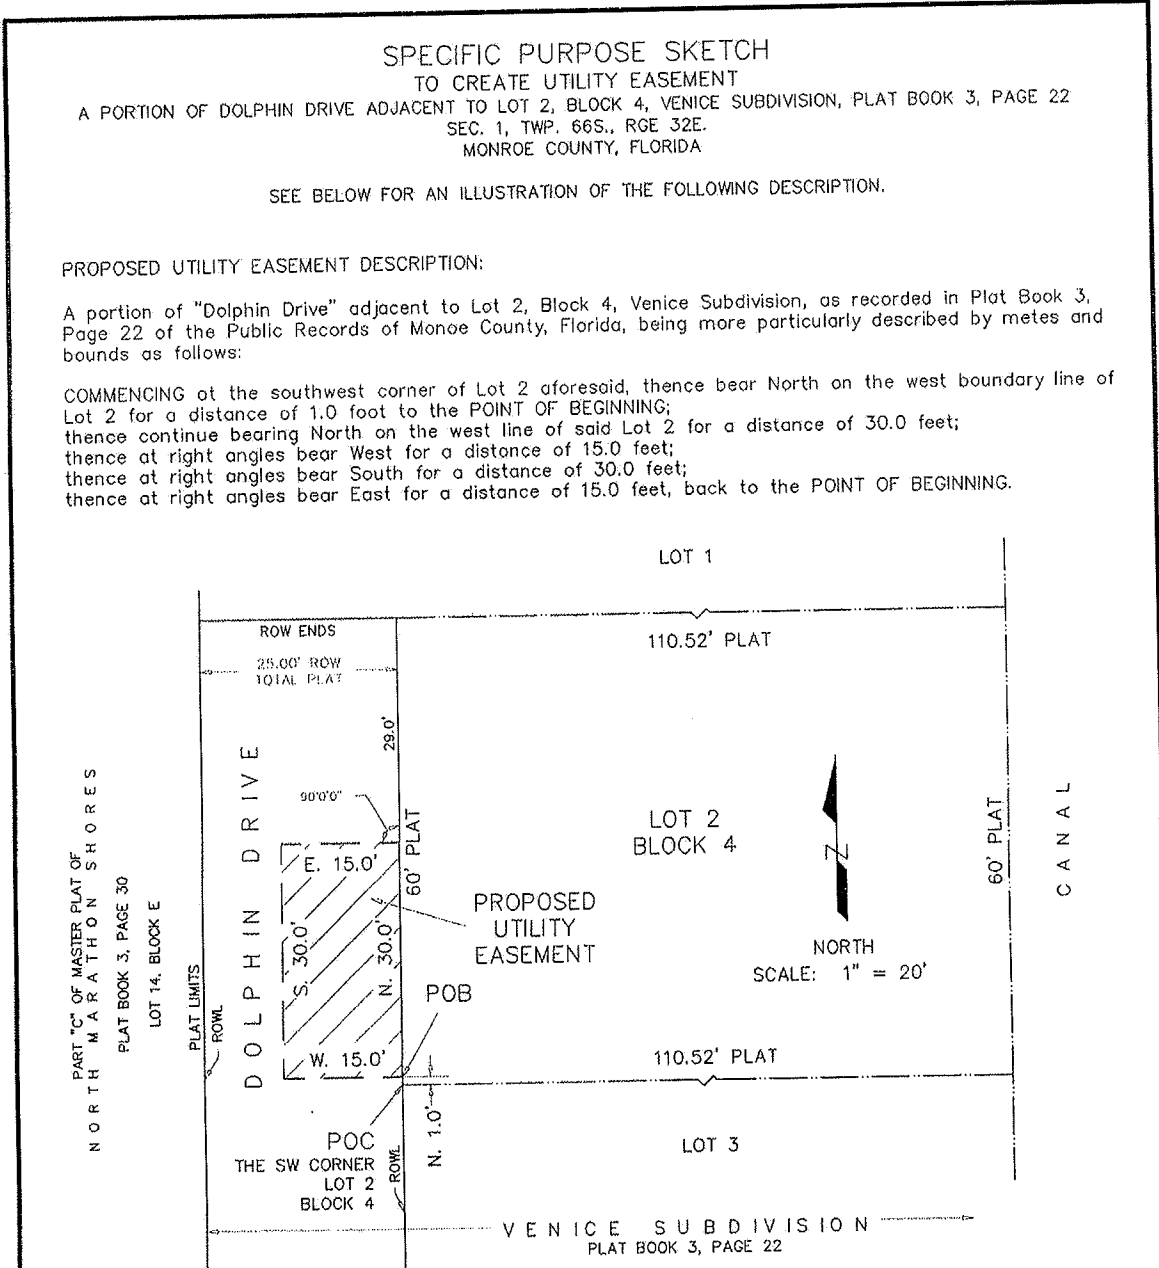 SPECIFIC PURPOSE SKETCH
TO CREATE UTILITY EASEMENT
A PORTION OF DOLPHIN DRIVE ADJACENT TO LOT 2, BLOCK 4, VENICE SUBDIVISION, PLAT BOOK 3, PAGE 22
SEC. 1, TWP. 66S., RGE 32E.
MONROE COUNTY, FLORIDA
SEE BELOW FOR AN ILLUSTRATION OF THE FOLLOWING DESCRIPTION.
PROPOSED UTILITY EASEMENT DESCRIPTION:
A portion of "Dolphin Drive" adjacent to Lot 2, Block 4, Venice Subdivision, as recorded in Plat Book 3,
Page 22 of the Public Records of Monoe County, Florida, being more particularly described by metes and
bounds as follows:
COMMENCING at the southwest corner of Lot 2 aforesaid, thence bear North on the west boundary line of
Lot 2 for a distance of 1.0 foot to the POINT OF BEGINNING;
thence continue bearing North on the west line of said Lot 2 for a distance of 30.0 feet;
thence at right angles bear West for a distance of 15.0 feet;
thence at right angles bear South for a distance of 30.0 feet;
thence at right angles bear East for a distance of 15.0 feet, back to the POINT OF BEGINNING.
LOT 1
ROW ENDS
110.52' PLAT
25.00' ROW
TOTAL PLAT
29.0'
90°0'0"
DOLPHIN DRIVE
60' PLAT
LOT 2
BLOCK 4
60' PLAT
CANAL
E. 15.0'
S. 30.0'
N. 30.0'
W. 15.0'
PROPOSED
UTILITY
EASEMENT
N
NORTH
SCALE: 1" = 20'
PART "C" OF MASTER PLAT OF
NORTH MARATHON SHORES
PLAT BOOK 3, PAGE 30
LOT 14, BLOCK E
PLAT LIMITS
ROWL
POB
110.52' PLAT
N. 1.0'
POC
THE SW CORNER
LOT 2
BLOCK 4
ROWL
LOT 3
VENICE SUBDIVISION
PLAT BOOK 3, PAGE 22